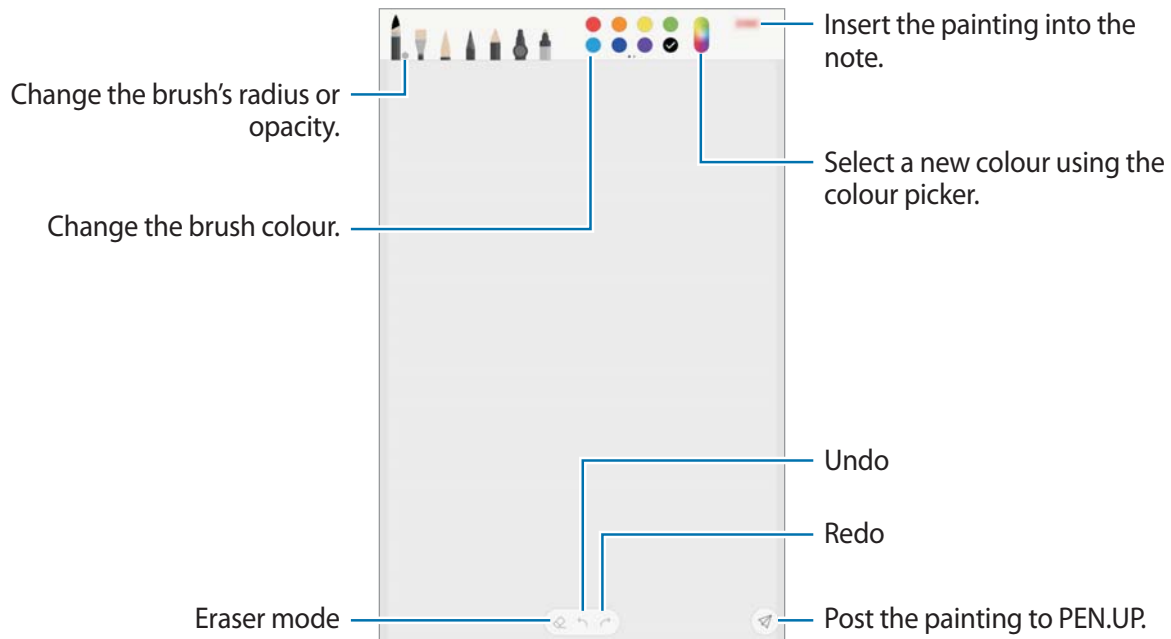 Insert the painting into the
note.
Change the brush's radius or
opacity.
Select a new colour using the
colour picker.
Change the brush colour.
Undo
Redo
Eraser mode
Post the painting to PEN.UP.